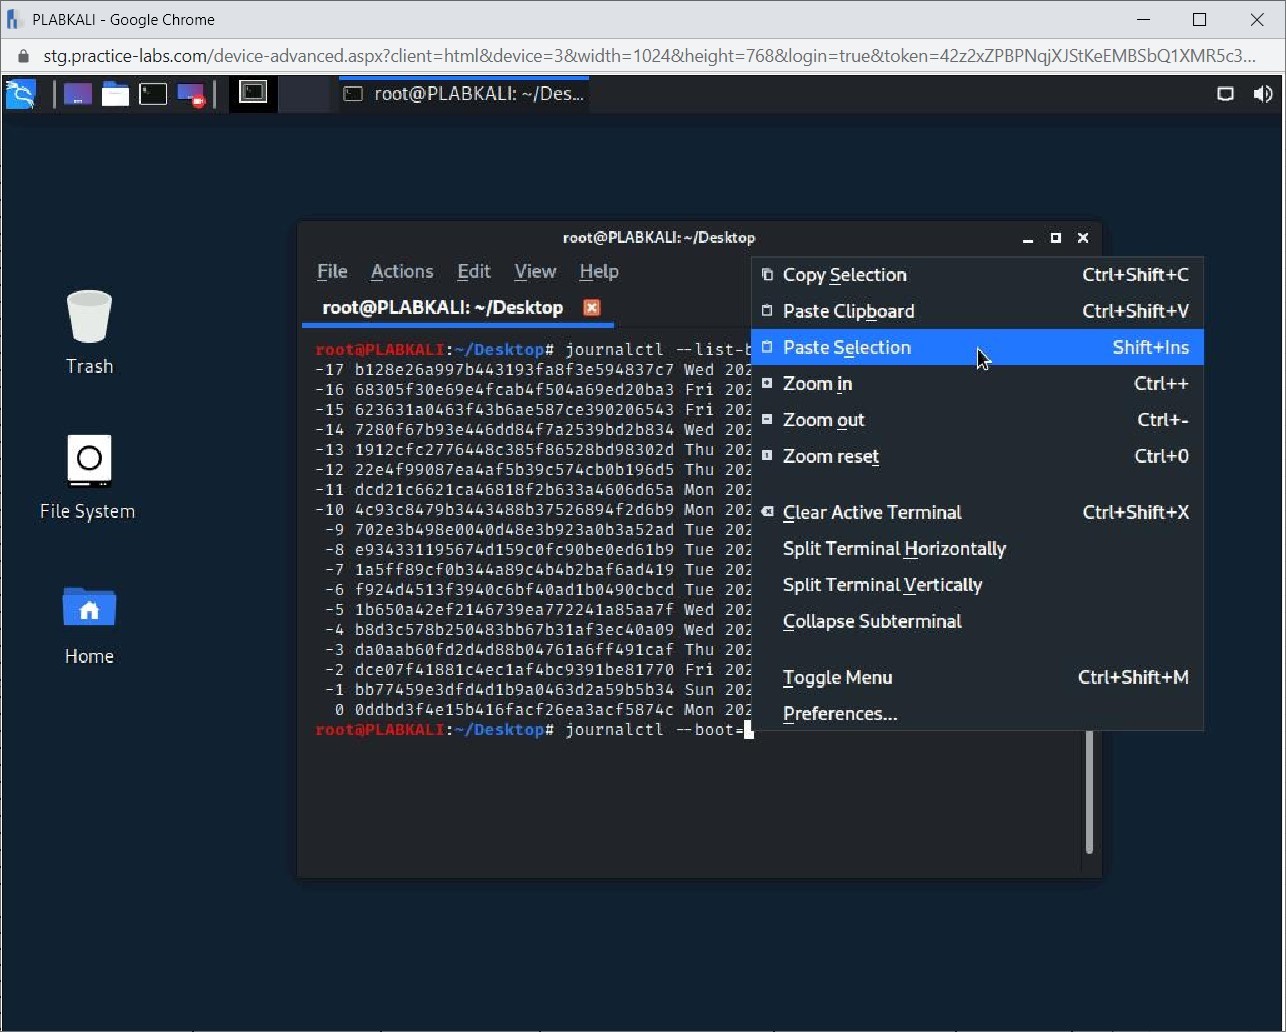 PLABKALI - Google Chrome
stg.practice-labs.com/device-advanced.aspx?client=html&device=3&width=1024&height=768&login=true&token=42z2xZPBPNqjXJStKeEMBSbQ1XMR5c3...
root@PLABKALI: ~/Des...
root@PLABKALI: ~/Desktop
File Actions Edit View Help
root@PLABKALI: ~/Desktop
Trash
File System
Home
root@PLABKALI:~/Desktop# journalctl --list-b
-17 b128e26a997b443193fa8f3e594837c7 Wed 202
-16 68305f30e69e4fcab4f504a69ed20ba3 Fri 202
-15 623631a0463f43b6ae587ce390206543 Fri 202
-14 7280f67b93e446dd84f7a2539bd2b834 Wed 202
-13 1912cfc2776448c385f86528bd98302d Thu 202
-12 22e4f99087ea4af5b39c574cb0b196d5 Thu 202
-11 dcd21c6621ca46818f2b633a4606d65a Mon 202
-10 4c93c8479b3443488b37526894f2d6b9 Mon 202
-9 702e3b498e0040d48e3b923a0b3a52ad Tue 202
-8 e934331195674d159c0fc90be0ed61b9 Tue 202
-7 1a5ff89cf0b344a89c4b4b2baf6ad419 Tue 202
-6 f924d4513f3940c6bf40ad1b0490cbcd Tue 202
-5 1b650a42ef2146739ea772241a85aa7f Wed 202
-4 b8d3c578b250483bb67b31af3ec40a09 Wed 202
-3 da0aab60fd2d4d88b04761a6ff491caf Thu 202
-2 dce07f41881c4ec1af4bc9391be81770 Fri 202
-1 bb77459e3dfd4d1b9a0463d2a59b5b34 Sun 202
0 0ddbd3f4e15b416facf26ea3acf5874c Mon 202
root@PLABKALI:~/Desktop# journalctl --boot=
Copy Selection Ctrl+Shift+C
Paste Clipboard Ctrl+Shift+V
Paste Selection Shift+Ins
Zoom in Ctrl++
Zoom out Ctrl+-
Zoom reset Ctrl+0
Clear Active Terminal Ctrl+Shift+X
Split Terminal Horizontally
Split Terminal Vertically
Collapse Subterminal
Toggle Menu Ctrl+Shift+M
Preferences...